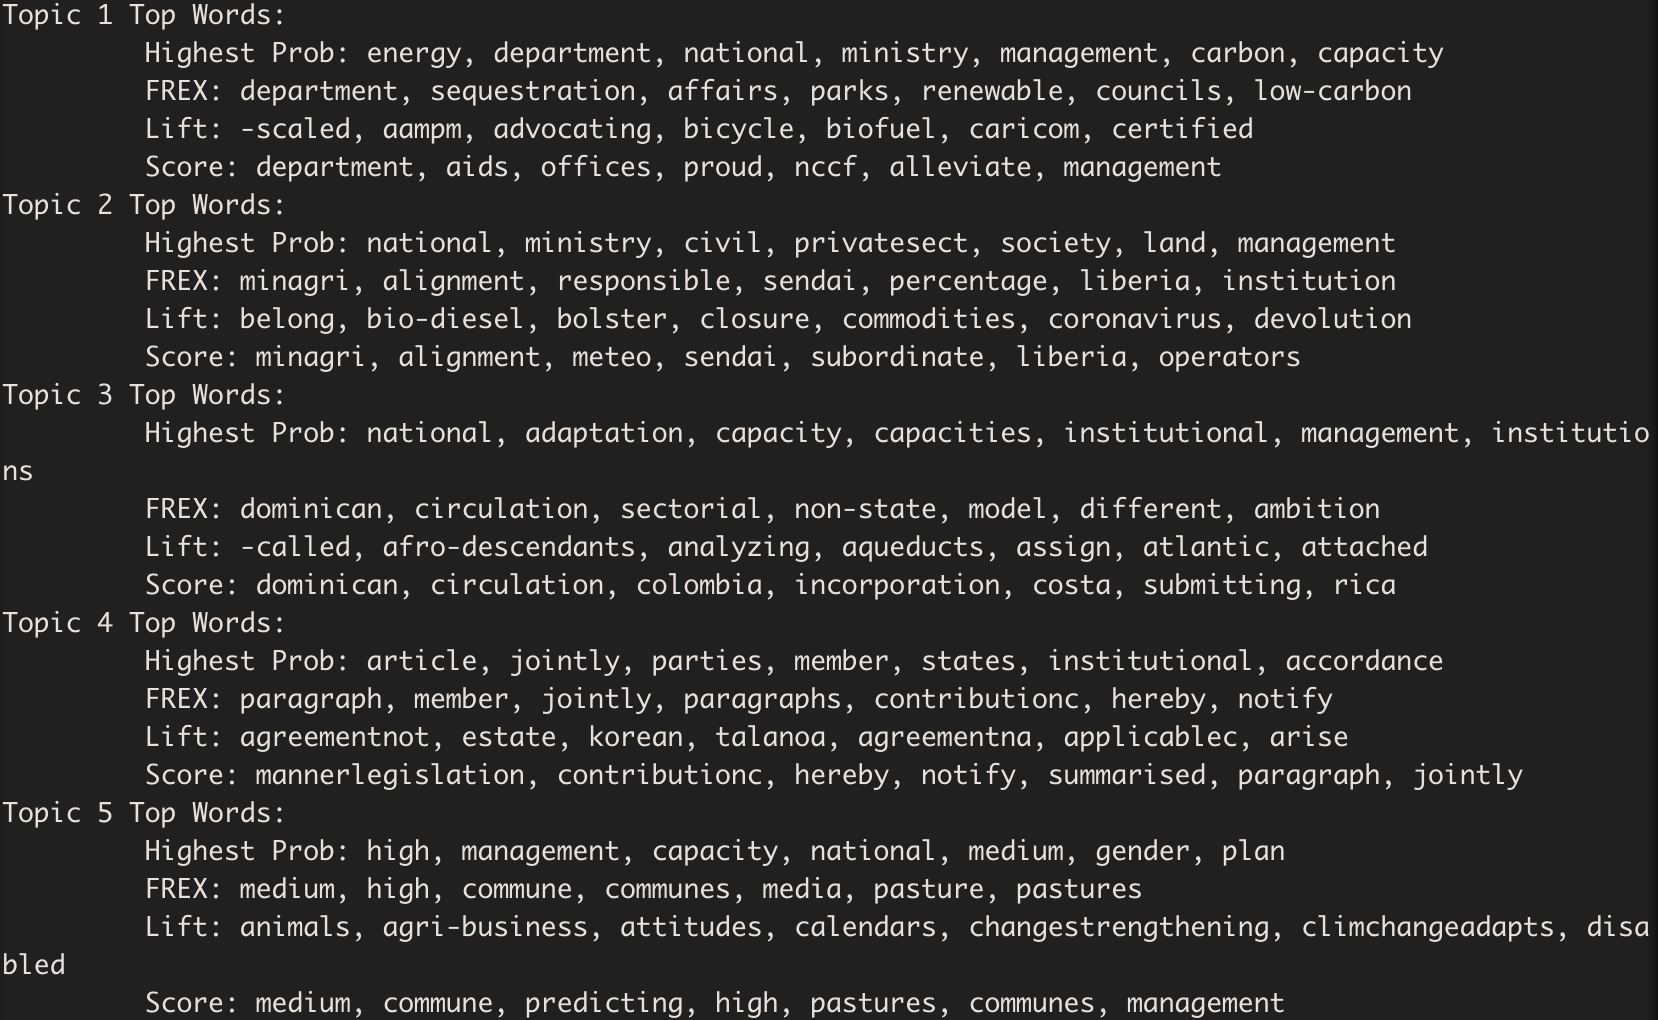 Topic 1 Top Words:
Highest Prob: energy, department, national, ministry, management, carbon, capacity
FREX: department, sequestration, affairs, parks, renewable, councils, low-carbon
Lift: -scaled, aampm, advocating, bicycle, biofuel, caricom, certified
Score: department, aids, offices, proud, nccf, alleviate, management
Topic 2 Top Words:
Highest Prob: national, ministry, civil, privatesect, society, land, management
FREX: minagri, alignment, responsible, sendai, percentage, liberia, institution
Lift: belong, bio-diesel, bolster, closure, commodities, coronavirus, devolution
Score: minagri, alignment, meteo, sendai, subordinate, liberia, operators
Topic 3 Top Words:
Highest Prob: national, adaptation, capacity, capacities, institutional, management, institutio
ns
FREX: dominican, circulation, sectorial, non-state, model, different, ambition
Lift: -called, afro-descendants, analyzing, aqueducts, assign, atlantic, attached
Score: dominican, circulation, colombia, incorporation, costa, submitting, rica
Topic 4 Top Words:
Highest Prob: article, jointly, parties, member, states, institutional, accordance
FREX: paragraph, member, jointly, paragraphs, contributionc, hereby, notify
Lift: agreementnot, estate, korean, talanoa, agreementna, applicablec, arise
Score: mannerlegislation, contributionc, hereby, notify, summarised, paragraph, jointly
Topic 5 Top Words:
Highest Prob: high, management, capacity, national, medium, gender, plan
FREX: medium, high, commune, communes, media, pasture, pastures
Lift: animals, agri-business, attitudes, calendars, changestrengthening, climchangeadapts, disa
bled
Score: medium, commune, predicting, high, pastures, communes, management